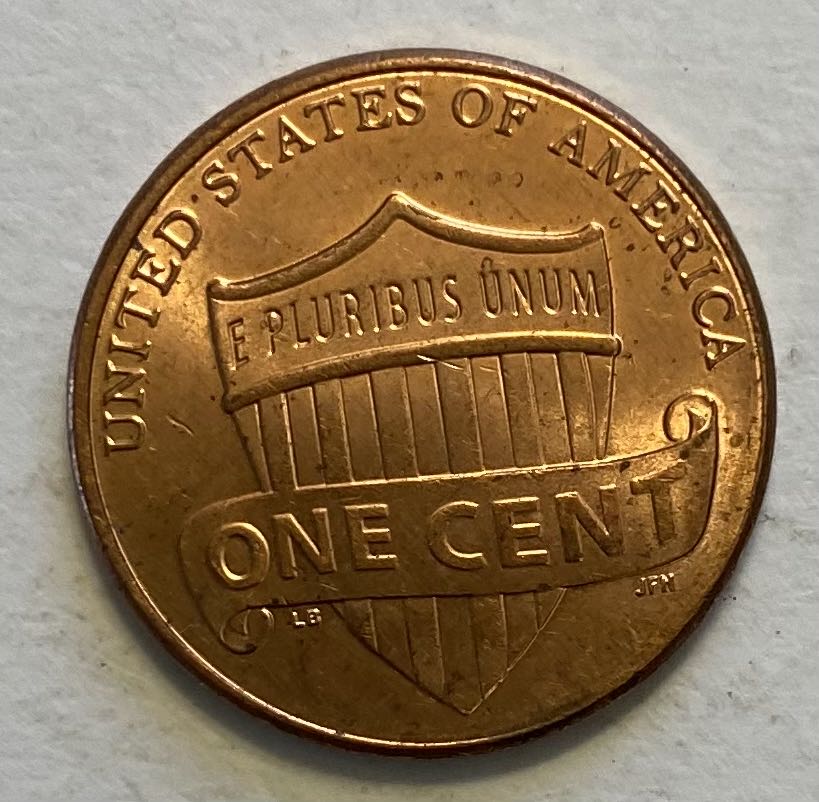 UNITED STATES OF AMERICA
E PLURIBUS UNUM
ONE CENT
LB
JFM